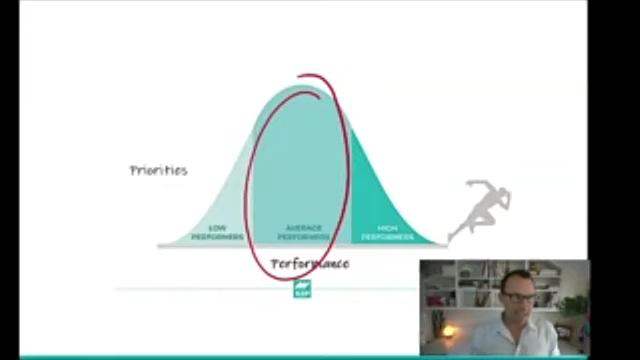 Priorities
LOW
PERFORMERS
AVERAGE
PERFORMERS
HIGH
PERFORMERS
Performance